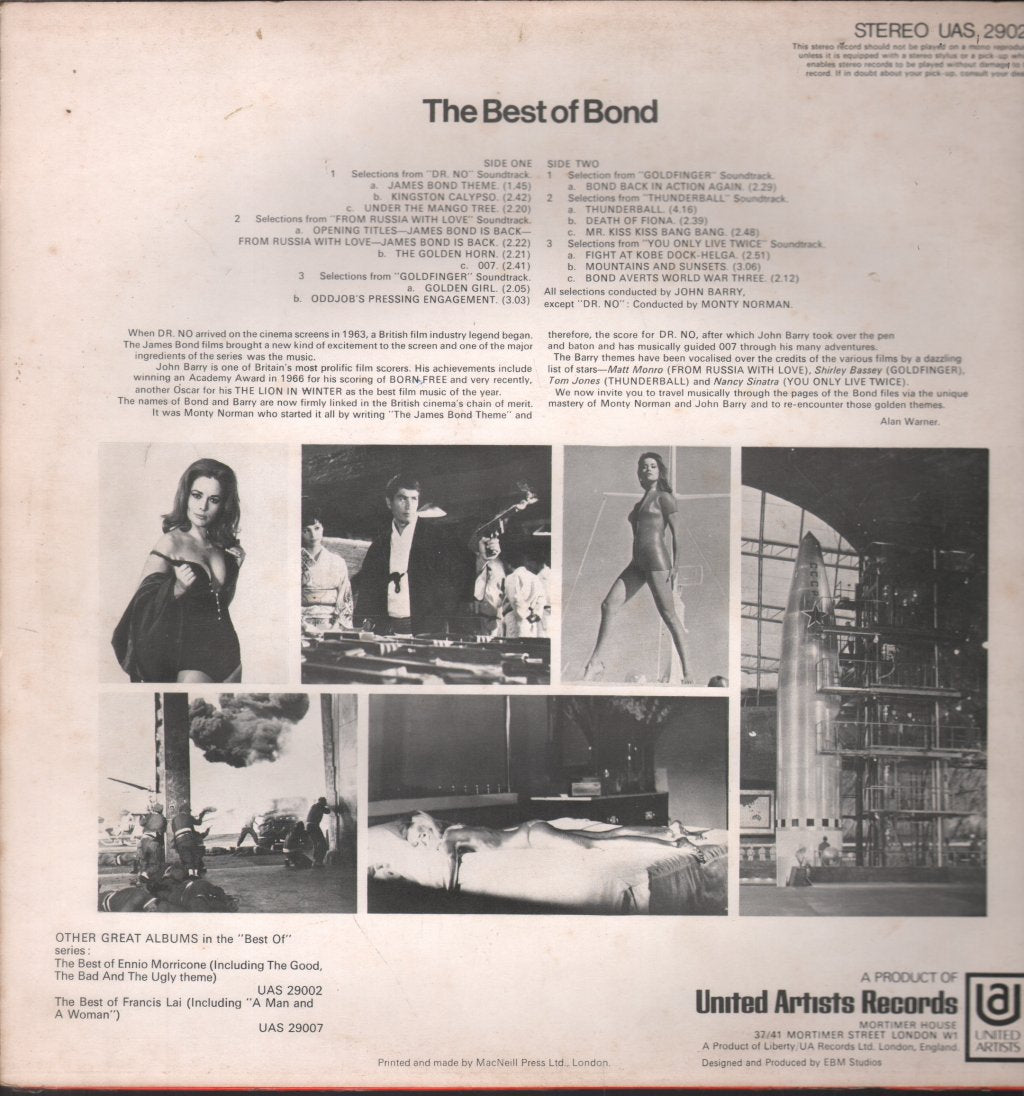 STEREO UAS 2902
This stereo record should not be played on a mono reprodu
unless it is equipped with a stereo stylus or a pick-up whi
enables stereo records to be played without damage to
record. If in doubt about your pick-up, consult your dea
The Best of Bond
SIDE ONE
1 Selections from "DR. NO" Soundtrack.
a. JAMES BOND THEME. (1.45)
b. KINGSTON CALYPSO. (2.42)
c. UNDER THE MANGO TREE. (2.20)
2 Selections from "FROM RUSSIA WITH LOVE" Soundtrack.
a. OPENING TITLES—JAMES BOND IS BACK—
FROM RUSSIA WITH LOVE—JAMES BOND IS BACK. (2.22)
b. THE GOLDEN HORN. (2.21)
c. 007. (2.41)
3 Selections from "GOLDFINGER" Soundtrack.
a. GOLDEN GIRL. (2.05)
b. ODDJOB'S PRESSING ENGAGEMENT. (3.03)
SIDE TWO
1 Selection from "GOLDFINGER" Soundtrack.
a. BOND BACK IN ACTION AGAIN. (2.29)
2 Selections from "THUNDERBALL" Soundtrack.
a. THUNDERBALL. (4.16)
b. DEATH OF FIONA. (2.39)
c. MR. KISS KISS BANG BANG. (2.48)
3 Selections from "YOU ONLY LIVE TWICE" Soundtrack.
a. FIGHT AT KOBE DOCK-HELGA. (2.51)
b. MOUNTAINS AND SUNSETS. (3.06)
c. BOND AVERTS WORLD WAR THREE. (2.12)
All selections conducted by JOHN BARRY,
except "DR. NO": Conducted by MONTY NORMAN.
When DR. NO arrived on the cinema screens in 1963, a British film industry legend began.
The James Bond films brought a new kind of excitement to the screen and one of the major
ingredients of the series was the music.
John Barry is one of Britain's most prolific film scorers. His achievements include
winning an Academy Award in 1966 for his scoring of BORN FREE and very recently,
another Oscar for his THE LION IN WINTER as the best film music of the year.
The names of Bond and Barry are now firmly linked in the British cinema's chain of merit.
It was Monty Norman who started it all by writing "The James Bond Theme" and
therefore, the score for DR. NO, after which John Barry took over the pen
and baton and has musically guided 007 through his many adventures.
The Barry themes have been vocalised over the credits of the various films by a dazzling
list of stars—Matt Monro (FROM RUSSIA WITH LOVE), Shirley Bassey (GOLDFINGER),
Tom Jones (THUNDERBALL) and Nancy Sinatra (YOU ONLY LIVE TWICE).
We now invite you to travel musically through the pages of the Bond files via the unique
mastery of Monty Norman and John Barry and to re-encounter those golden themes.
Alan Warner.
OTHER GREAT ALBUMS in the "Best Of"
series:
The Best of Ennio Morricone (Including The Good,
The Bad And The Ugly theme)
UAS 29002
The Best of Francis Lai (Including "A Man and
A Woman")
UAS 29007
Printed and made by MacNeill Press Ltd., London.
A PRODUCT OF
United Artists Records
MORTIMER HOUSE
37/41 MORTIMER STREET LONDON W1
A Product of Liberty/UA Records Ltd. London, England.
Designed and Produced by EBM Studios
UA
UNITED
ARTISTS